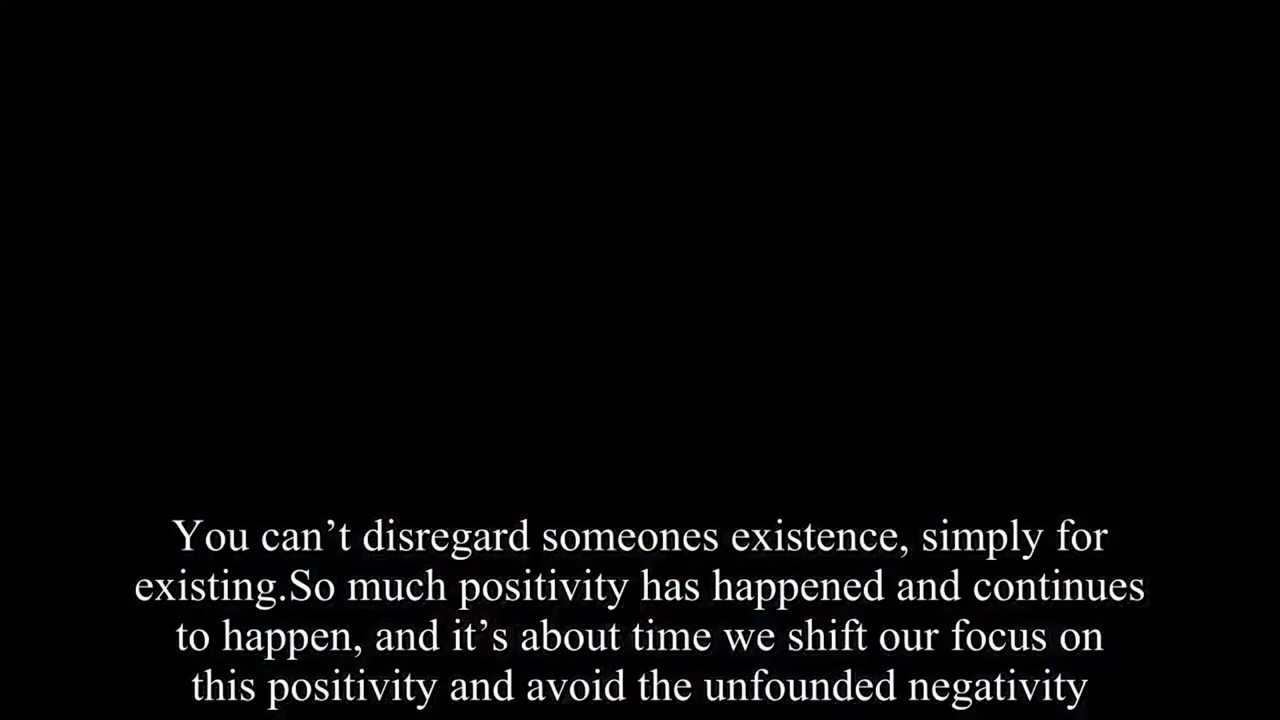 You can’t disregard someones existence, simply for
existing.So much positivity has happened and continues
to happen, and it’s about time we shift our focus on
this positivity and avoid the unfounded negativity